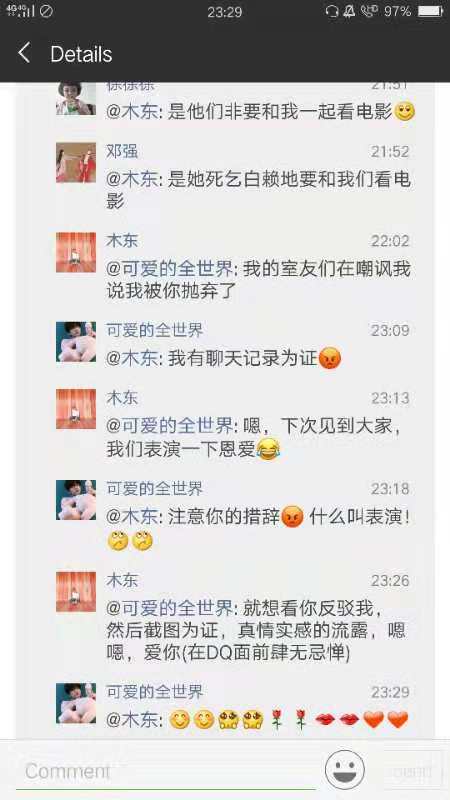 4G 4G
23:29
HD
97%
Details
徐徐徐
21:51
@木东: 是他们非要和我一起看电影
邓强
21:52
@木东: 是她死乞白赖地要和我们看电
影
木东
22:02
@可爱的全世界: 我的室友们在嘲讽我
说我被你抛弃了
可爱的全世界
23:09
@木东: 我有聊天记录为证
木东
23:13
@可爱的全世界: 嗯，下次见到大家，
我们表演一下恩爱
可爱的全世界
23:18
@木东: 注意你的措辞 什么叫表演！
木东
23:26
@可爱的全世界: 就想看你反驳我，
然后截图为证，真情实感的流露，嗯
嗯，爱你(在DQ面前肆无忌惮)
可爱的全世界
23:29
@木东:
Comment